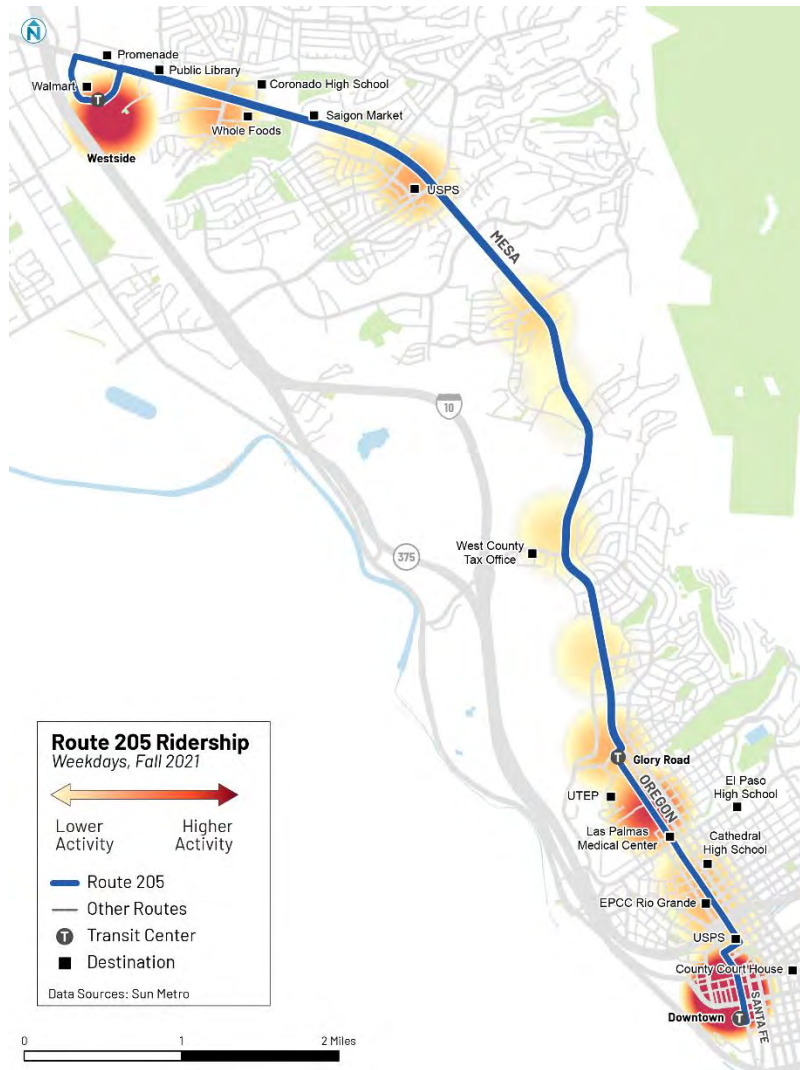 N
Promenade
Public Library
Walmart
T
Coronado High School
Saigon Market
Whole Foods
Westside
USPS
MESA
10
West County
Tax Office
375
T
Glory Road
UTEP
OREGON
El Paso
High School
Las Palmas
Medical Center
Cathedral
High School
EPCC Rio Grande
USPS
County Court House
SANTA FE
Downtown
T
Route 205 Ridership
Weekdays, Fall 2021
Lower
Activity
Higher
Activity
Route 205
Other Routes
T
Transit Center
Destination
Data Sources: Sun Metro
0
1
2 Miles